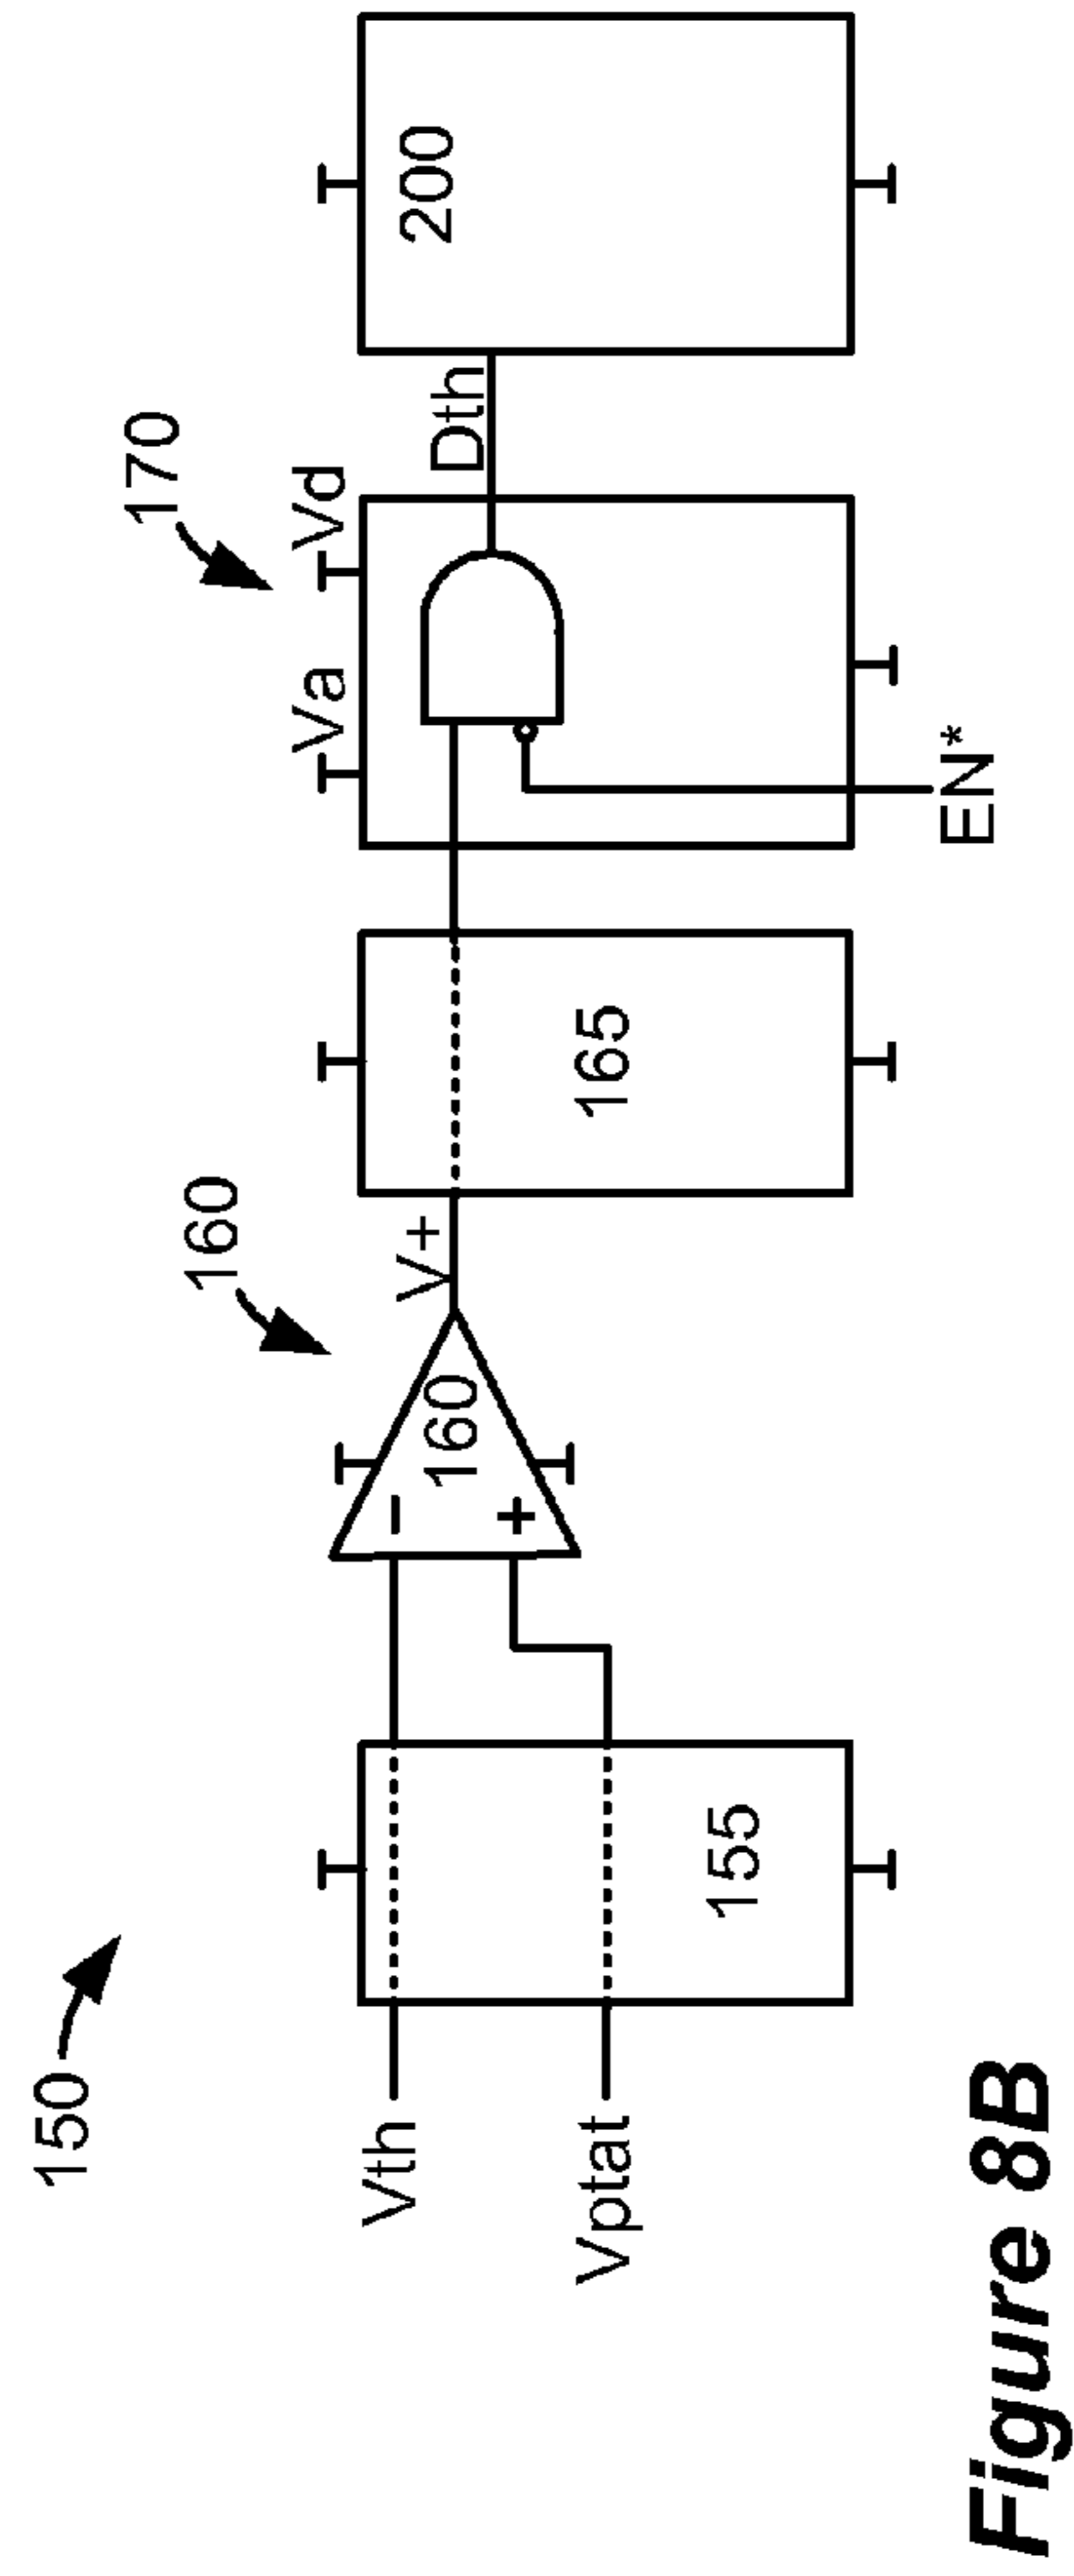 150
160
170
Va
Vd
Vth
Vptat
155
−
+
160
V+
165
EN*
Dth
200
Figure 8B